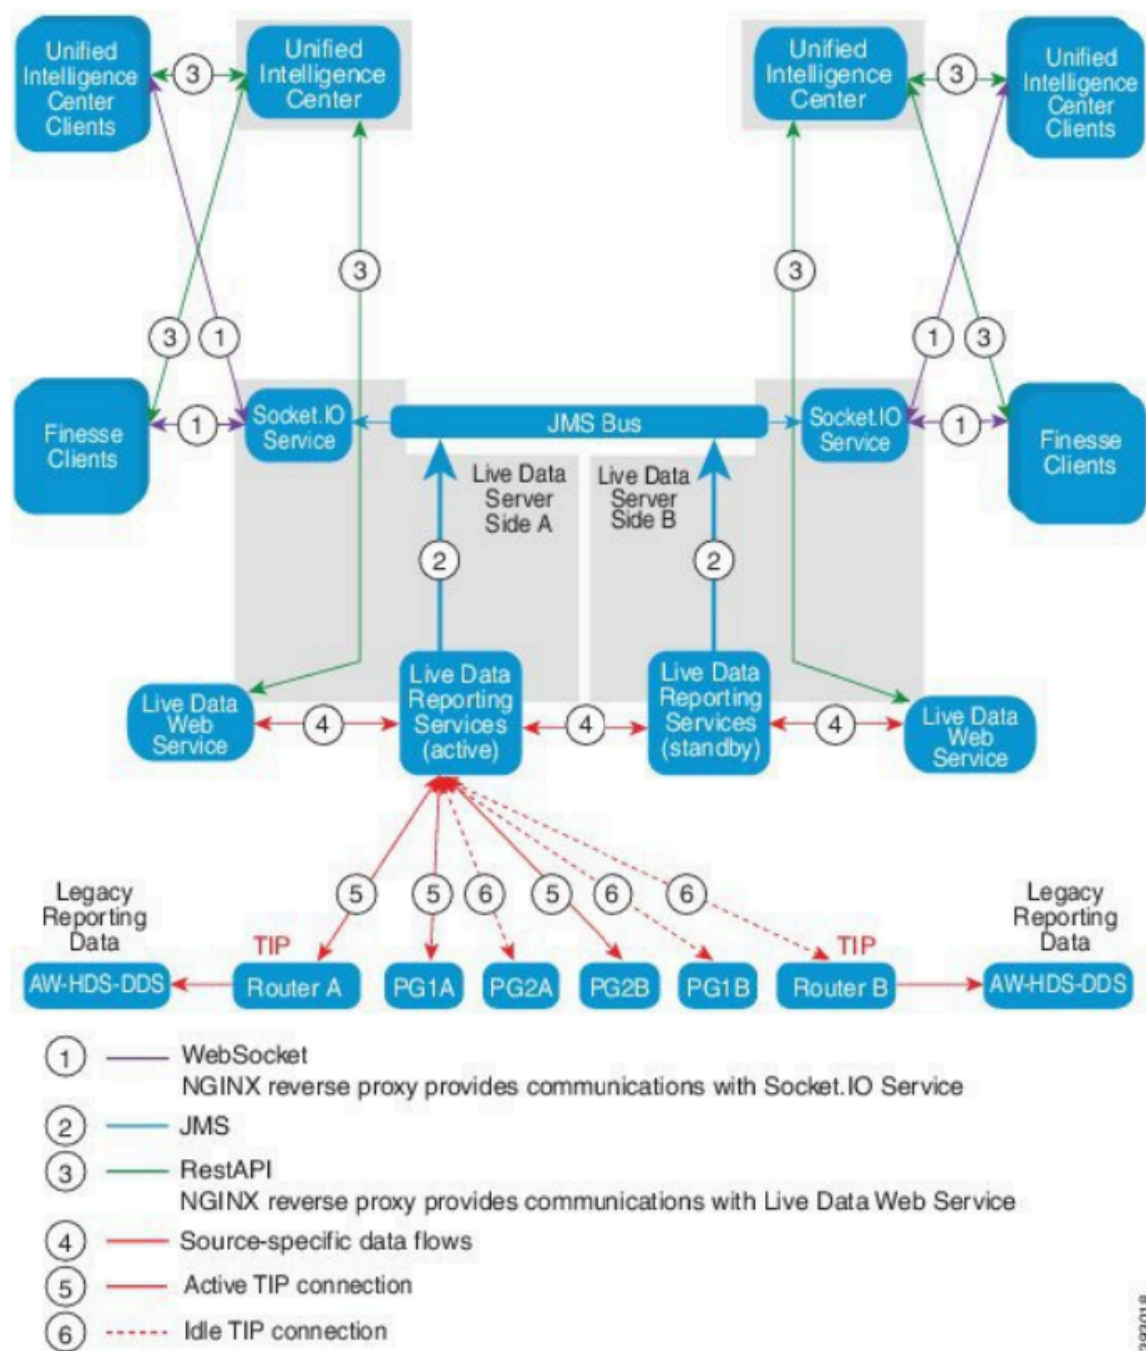 Unified
Intelligence
Center
Clients
3
Unified
Intelligence
Center
Unified
Intelligence
Center
3
Unified
Intelligence
Center
Clients
3
3
3
1
1
3
Finesse
Clients
1
Socket.IO
Service
JMS Bus
Socket.IO
Service
1
Finesse
Clients
Live Data
Server
Side A
Live Data
Server
Side B
2
2
Live Data
Web
Service
4
Live Data
Reporting
Services
(active)
4
Live Data
Reporting
Services
(standby)
4
Live Data
Web
Service
5
5
6
5
6
6
Legacy
Reporting
Data
TIP
TIP
Legacy
Reporting
Data
AW-HDS-DDS
Router A
PG1A
PG2A
PG2B
PG1B
Router B
AW-HDS-DDS
1 WebSocket
NGINX reverse proxy provides communications with Socket.IO Service
2 JMS
3 RestAPI
NGINX reverse proxy provides communications with Live Data Web Service
4 Source-specific data flows
5 Active TIP connection
6 Idle TIP connection